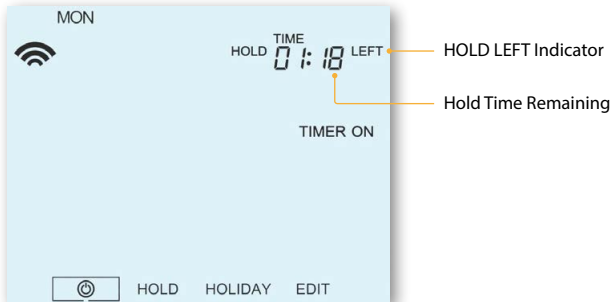 MON
TIME
HOLD 01:18 LEFT
HOLD LEFT Indicator
Hold Time Remaining
TIMER ON
HOLD HOLIDAY EDIT